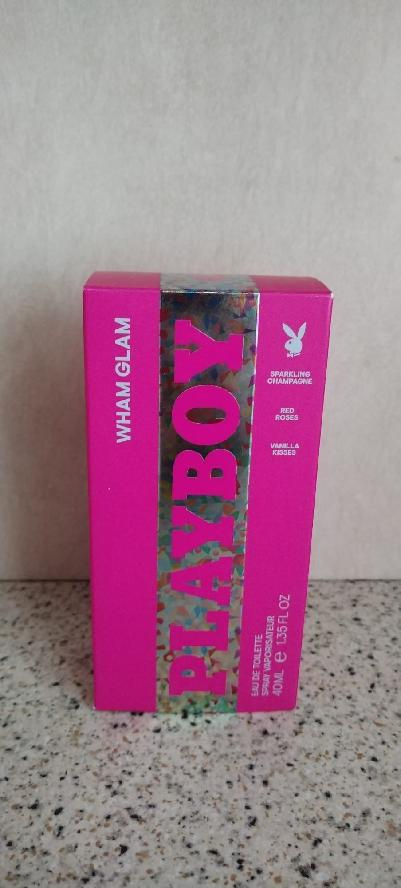 WHAM GLAM
PLAYBOY
SPARKLING
CHAMPAGNE
RED
ROSES
VANILLA
KISSES
EAU DE TOILETTE
SPRAY VAPORISATEUR
40ML ℮ 1.35 FL OZ